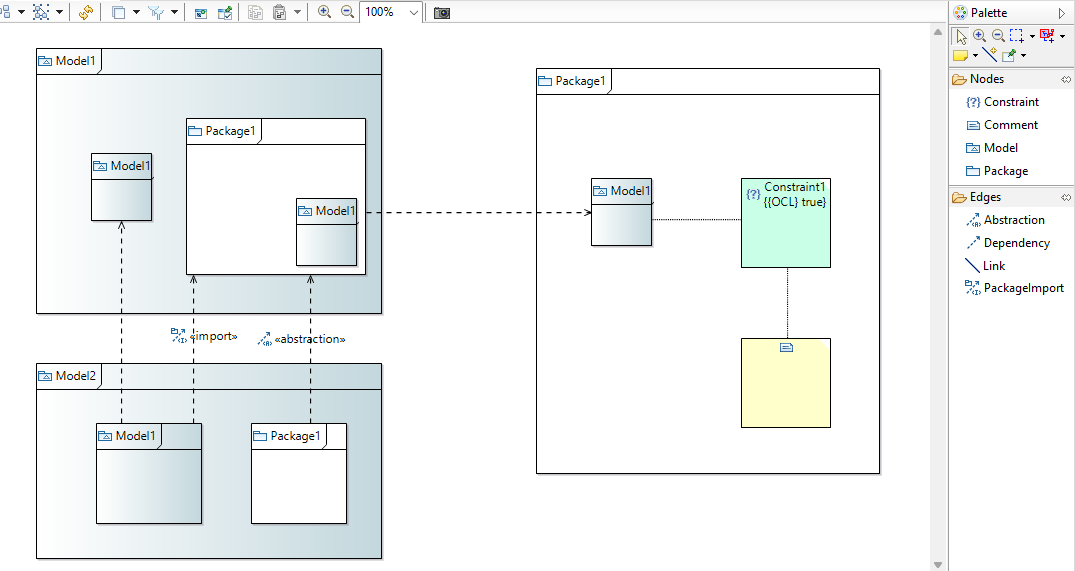 100%
Model1
Model1
Package1
Model1
«import»
«abstraction»
Model2
Model1
Package1
Package1
Model1
{?}
Constraint1
{{OCL} true}
Palette
Nodes
{?} Constraint
Comment
Model
Package
Edges
Abstraction
Dependency
Link
PackageImport